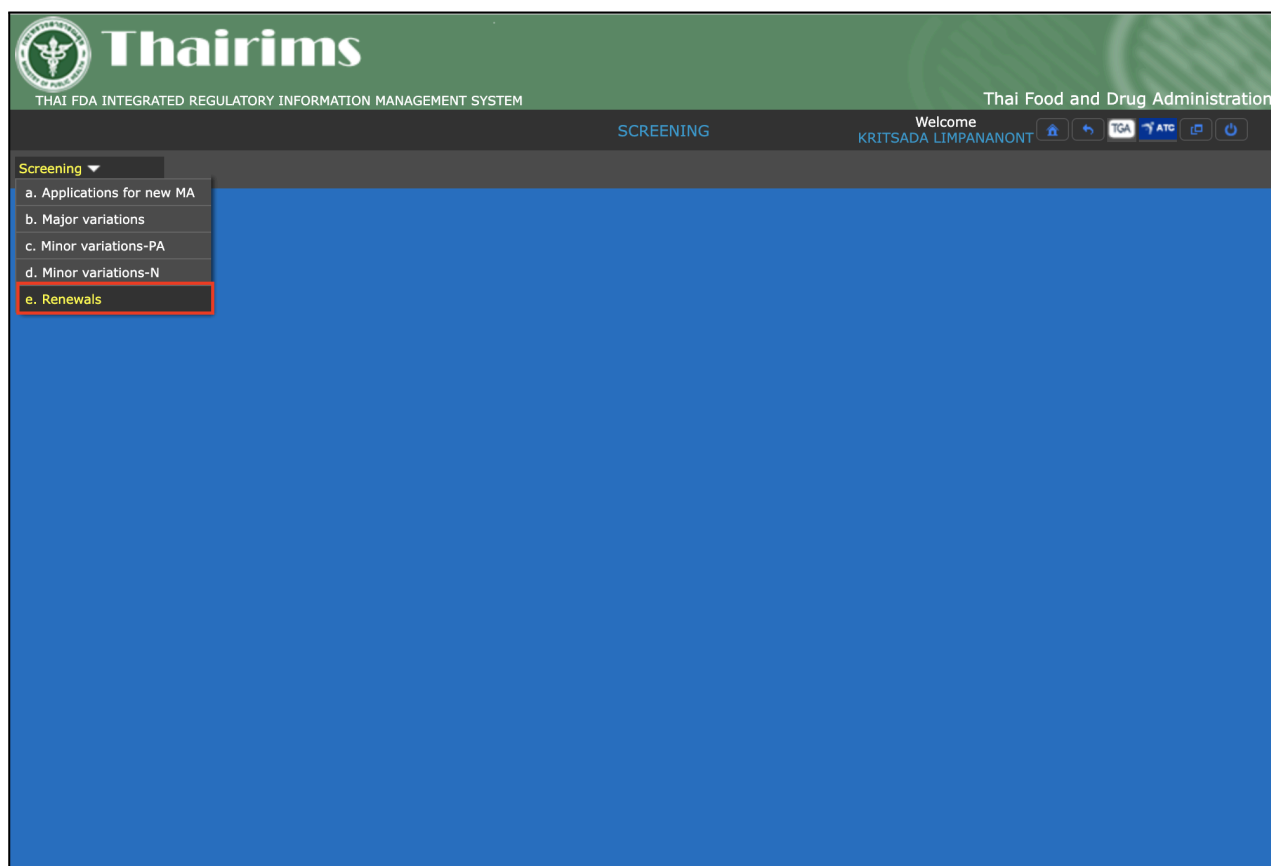 Thairims
THAI FDA INTEGRATED REGULATORY INFORMATION MANAGEMENT SYSTEM
Thai Food and Drug Administration
SCREENING
Welcome
KRITSADA LIMPANANONT
TGA
ATC
Screening
a. Applications for new MA
b. Major variations
c. Minor variations-PA
d. Minor variations-N
e. Renewals